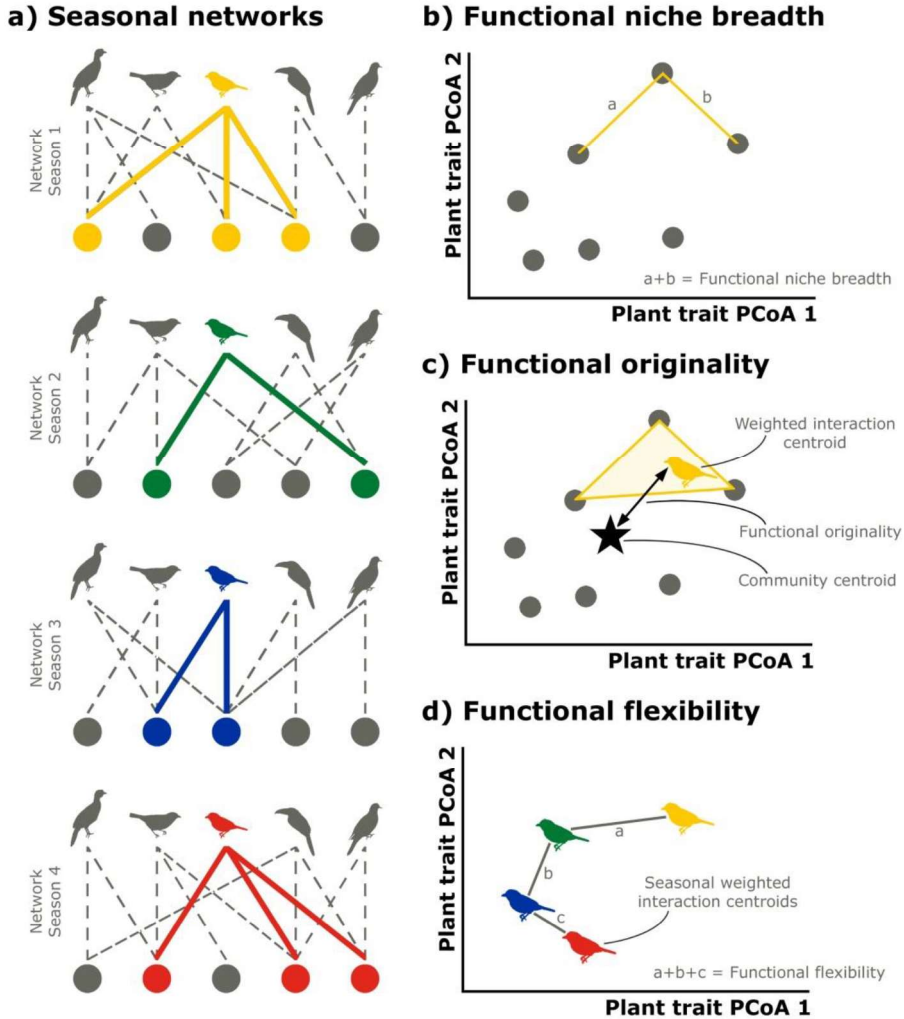 a) Seasonal networks
Network
Season 1
Network
Season 2
Network
Season 3
Network
Season 4
b) Functional niche breadth
Plant trait PCoA 2
a
b
a+b = Functional niche breadth
Plant trait PCoA 1
c) Functional originality
Plant trait PCoA 2
Weighted interaction
centroid
Functional originality
Community centroid
Plant trait PCoA 1
d) Functional flexibility
Plant trait PCoA 2
a
b
c
Seasonal weighted
interaction centroids
a+b+c = Functional flexibility
Plant trait PCoA 1